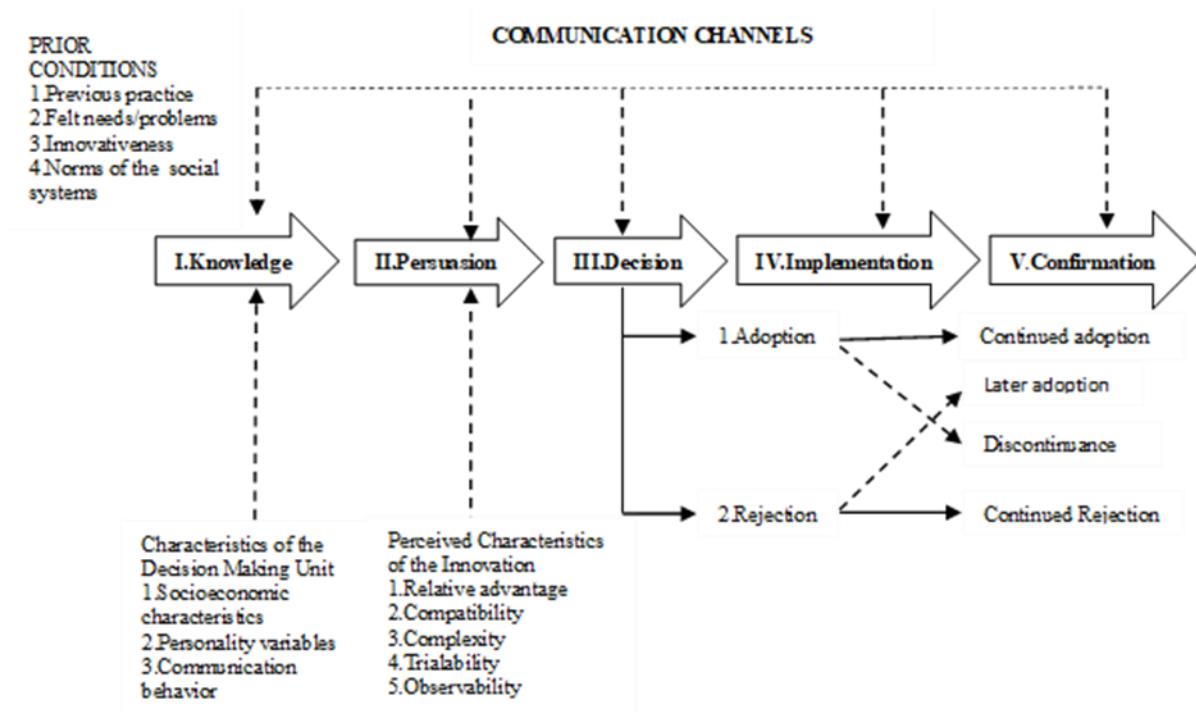 COMMUNICATION CHANNELS
PRIOR
CONDITIONS
1.Previous practice
2.Felt needs/problems
3.Innovativeness
4.Norms of the social
systems
I.Knowledge
II.Persuasion
III.Decision
IV.Implementation
V.Confirmation
1.Adoption
Continued adoption
Later adoption
Discontinuance
2.Rejection
Continued Rejection
Characteristics of the
Decision Making Unit
1.Socioeconomic
characteristics
2.Personality variables
3.Communication
behavior
Perceived Characteristics
of the Innovation
1.Relative advantage
2.Compatibility
3.Complexity
4.Trialability
5.Observability